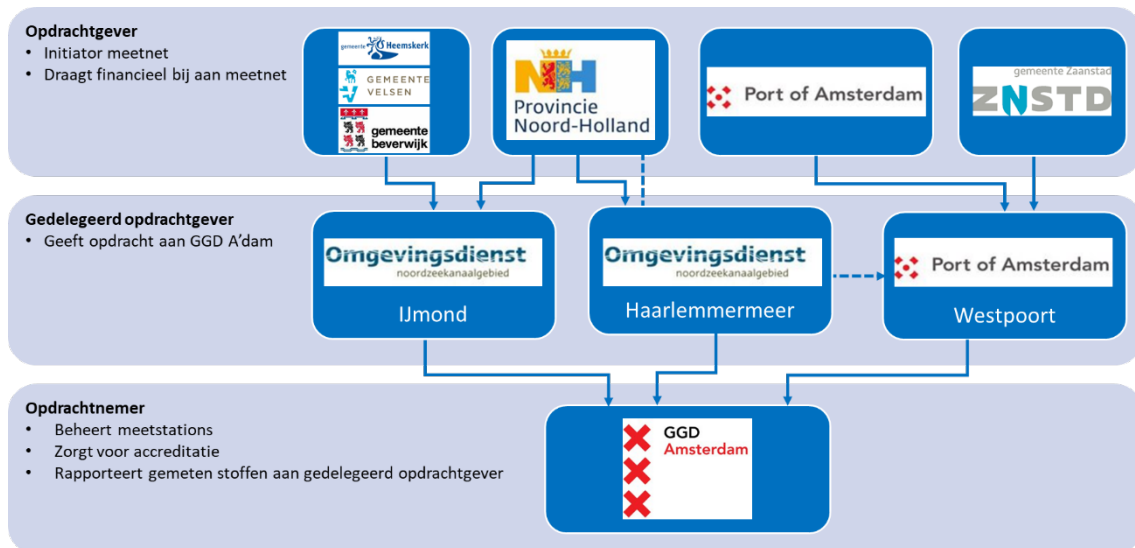 Opdrachtgever
• Initiator meetnet
• Draagt financieel bij aan meetnet
gemeente Heemskerk
GEMEENTE
VELSEN
gemeente
beverwijk
NH
Provincie
Noord-Holland
Port of Amsterdam
gemeente Zaanstad
ZNSTD
Gedelegeerd opdrachtgever
• Geeft opdracht aan GGD A'dam
Omgevingsdienst
noordzeekanaalgebied
IJmond
Omgevingsdienst
noordzeekanaalgebied
Haarlemmermeer
Port of Amsterdam
Westpoort
Opdrachtnemer
• Beheert meetstations
• Zorgt voor accreditatie
• Rapporteert gemeten stoffen aan gedelegeerd opdrachtgever
GGD
Amsterdam